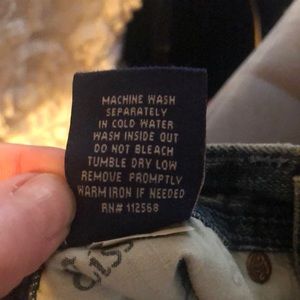 MACHINE WASH
SEPARATELY
IN COLD WATER
WASH INSIDE OUT
DO NOT BLEACH
TUMBLE DRY LOW
REMOVE PROMPTLY
WARM IRON IF NEEDED
RN# 112568